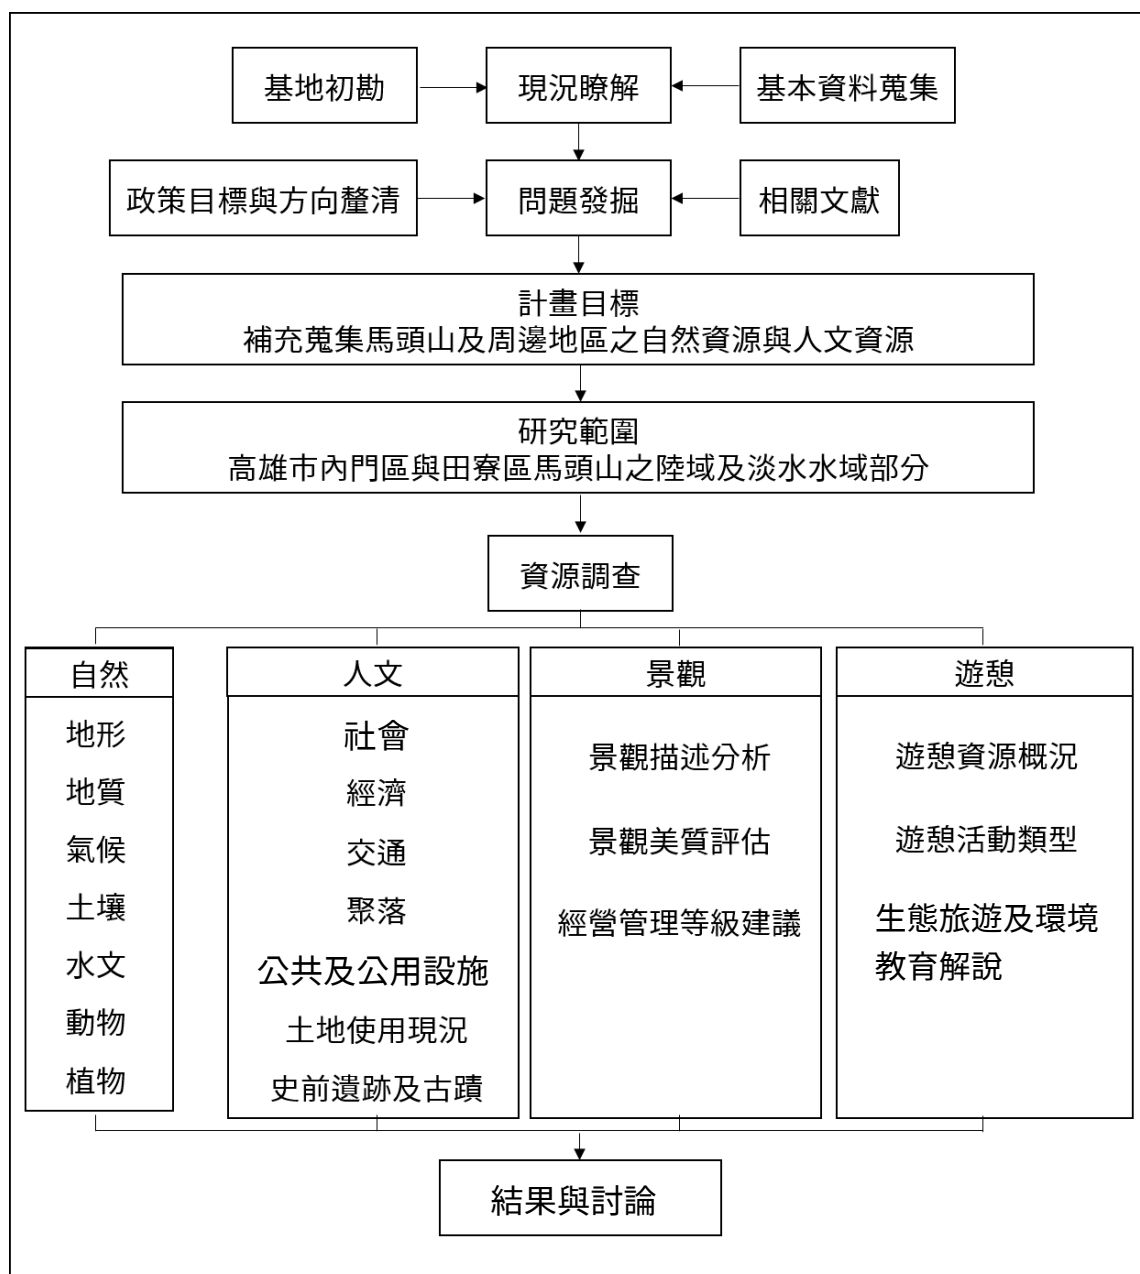 基地初勘
現況瞭解
基本資料蒐集
政策目標與方向釐清
問題發掘
相關文獻
計畫目標
補充蒐集馬頭山及周邊地區之自然資源與人文資源
研究範圍
高雄市內門區與田寮區馬頭山之陸域及淡水水域部分
資源調查
自然
地形
地質
氣候
土壤
水文
動物
植物
人文
社會
經濟
交通
聚落
公共及公用設施
土地使用現況
史前遺跡及古蹟
景觀
景觀描述分析
景觀美質評估
經營管理等級建議
遊憩
遊憩資源概況
遊憩活動類型
生態旅遊及環境
教育解說
結果與討論